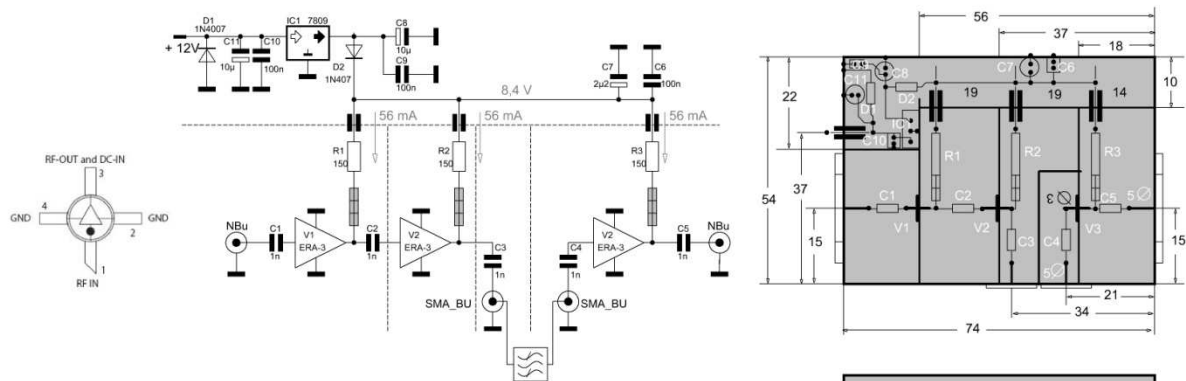 RF-OUT and DC-IN
3
4
GND
GND
2
1
RF IN
D1
1N4007
IC1 7809
+ 12V
C11
10µ
C10
100n
C8
10µ
D2
1N407
C9
100n
C7
2µ2
C6
100n
8,4 V
56 mA
56 mA
56 mA
R1
150
R2
150
R3
150
NBu
C1
1n
V1
ERA-3
C2
1n
V2
ERA-3
C3
1n
SMA_BU
C4
1n
SMA_BU
V2
ERA-3
C5
1n
NBu
56
37
18
C8
C7
C6
C11
D2
D1
19
19
14
10
22
C10
R1
R2
R3
54
37
C1
C2
3
C5
5
V1
V2
V3
15
C3
C4
5
15
21
34
74